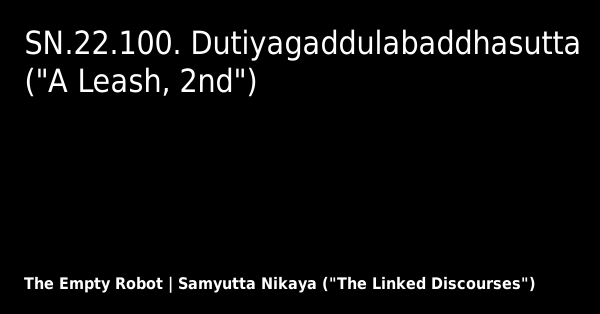 SN.22.100. Dutiyagaddulabaddhasutta
("A Leash, 2nd")
The Empty Robot | Samyutta Nikaya ("The Linked Discourses")